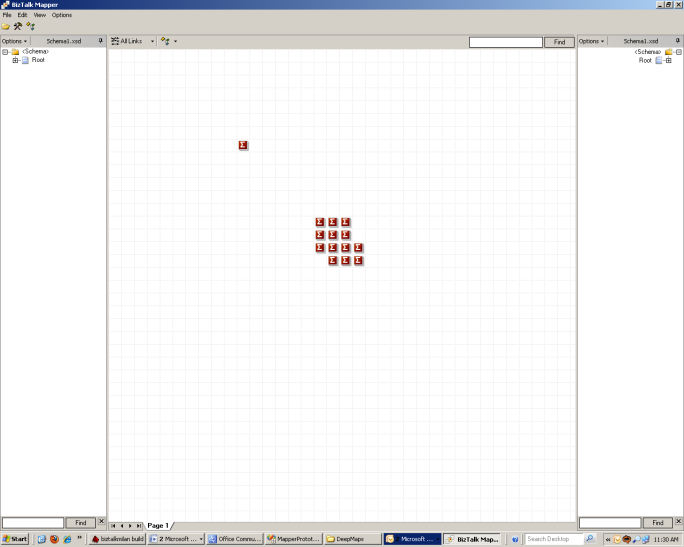 BizTalk Mapper
File Edit View Options
Options Schema1.xsd All Links Find Options Schema1.xsd
<Schema> <Schema>
Root Root
Σ
Σ Σ Σ
Σ Σ Σ
Σ Σ Σ Σ
Σ Σ Σ
Find Page 1 Find
Start biztalkmilan build 2 Microsoft ... Office Commu... MapperPrototo... DeepMaps Microsoft ... BizTalk Map... Search Desktop 11:30 AM